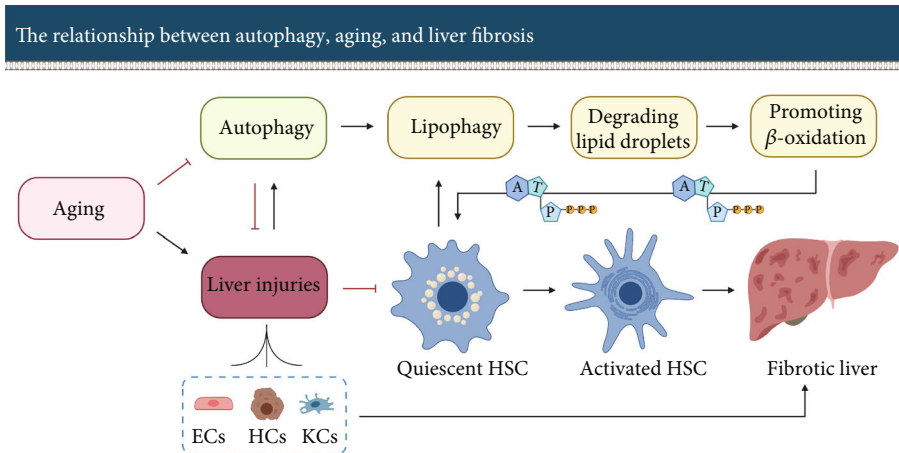 The relationship between autophagy, aging, and liver fibrosis
Autophagy
Lipophagy
Degrading
lipid droplets
Promoting
β-oxidation
Aging
A T
P P P P
A T
P P P P
Liver injuries
Quiescent HSC
Activated HSC
Fibrotic liver
ECs
HCs
KCs